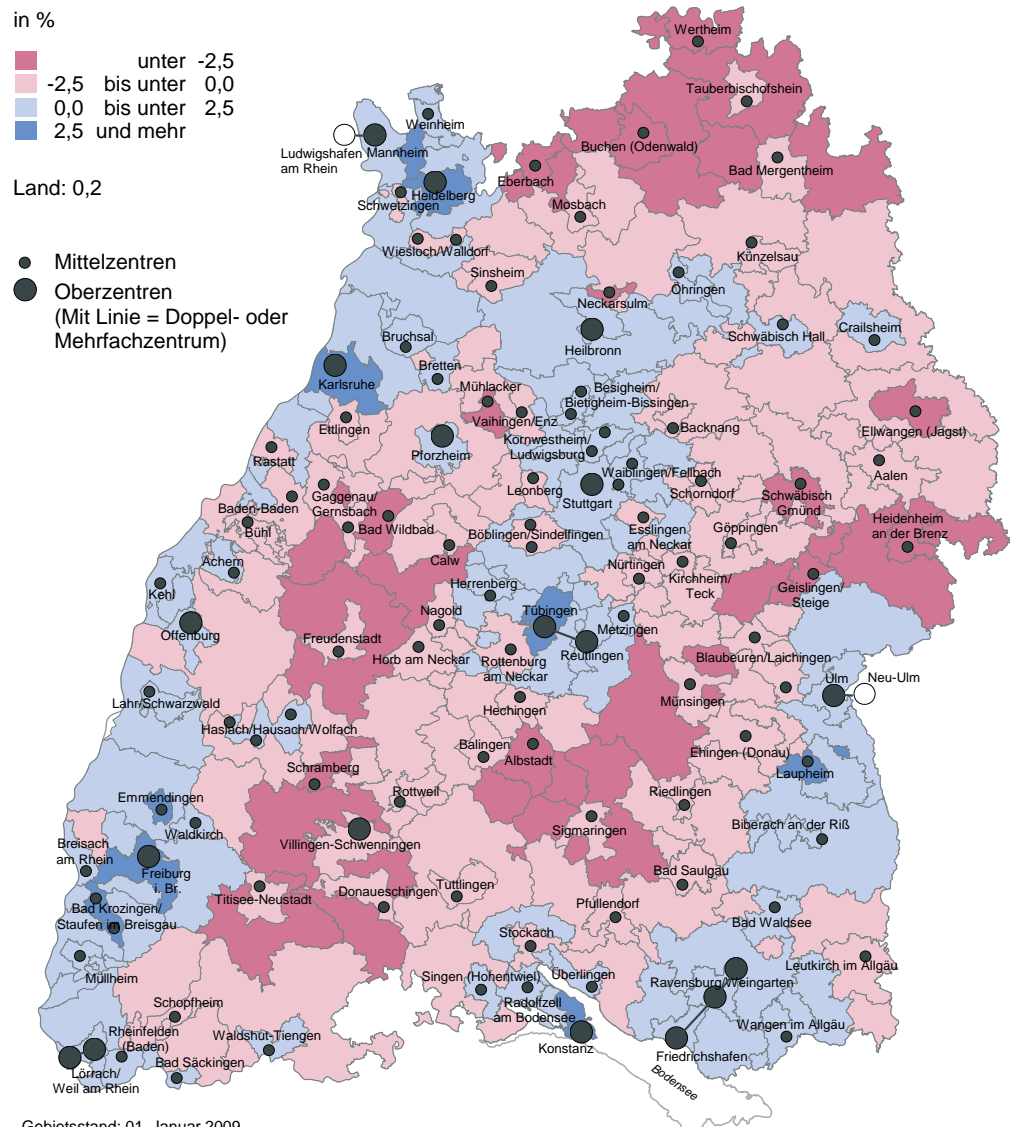 in %
unter -2,5
-2,5 bis unter 0,0
0,0 bis unter 2,5
2,5 und mehr
Land: 0,2
Mittelzentren
Oberzentren
(Mit Linie = Doppel- oder
Mehrfachzentrum)
Wertheim
Tauberbischofsheim
Weinheim
Buchen (Odenwald)
Ludwigshafen
am Rhein
Mannheim
Bad Mergentheim
Eberbach
Heidelberg
Schwetzingen
Mosbach
Wiesloch/Walldorf
Künzelsau
Sinsheim
Öhringen
Neckarsulm
Bruchsal
Heilbronn
Schwäbisch Hall
Crailsheim
Bretten
Karlsruhe
Mühlacker
Besigheim/
Bietigheim-Bissingen
Vaihingen/Enz
Ettlingen
Backnang
Ellwangen (Jagst)
Kornwestheim/
Ludwigsburg
Pforzheim
Rastatt
Waiblingen/Fellbach
Aalen
Leonberg
Schorndorf
Stuttgart
Schwäbisch
Gmünd
Gaggenau/
Gernsbach
Baden-Baden
Bühl
Bad Wildbad
Böblingen/Sindelfingen
Esslingen
am Neckar
Göppingen
Heidenheim
an der Brenz
Achern
Calw
Nürtingen
Kirchheim/
Teck
Geislingen/
Steige
Kehl
Herrenberg
Tübingen
Nagold
Metzingen
Offenburg
Freudenstadt
Horb am Neckar
Rottenburg
am Neckar
Reutlingen
Blaubeuren/Laichingen
Ulm
Neu-Ulm
Lahr/Schwarzwald
Münsingen
Hechingen
Haslach/Hausach/Wolfach
Balingen
Albstadt
Ehingen (Donau)
Schramberg
Laupheim
Emmendingen
Rottweil
Riedlingen
Waldkirch
Sigmaringen
Biberach an der Riß
Breisach
am Rhein
Villingen-Schwenningen
Freiburg
i. Br.
Bad Saulgau
Titisee-Neustadt
Donaueschingen
Tuttlingen
Bad Krozingen/
Staufen im Breisgau
Pfullendorf
Bad Waldsee
Stockach
Müllheim
Leutkirch im Allgäu
Singen (Hohentwiel)
Überlingen
Ravensburg/Weingarten
Radolfzell
am Bodensee
Schopfheim
Rheinfelden
(Baden)
Waldshut-Tiengen
Wangen im Allgäu
Konstanz
Friedrichshafen
Bad Säckingen
Lörrach/
Weil am Rhein
Bodensee
Gebietsstand: 01. Januar 2009